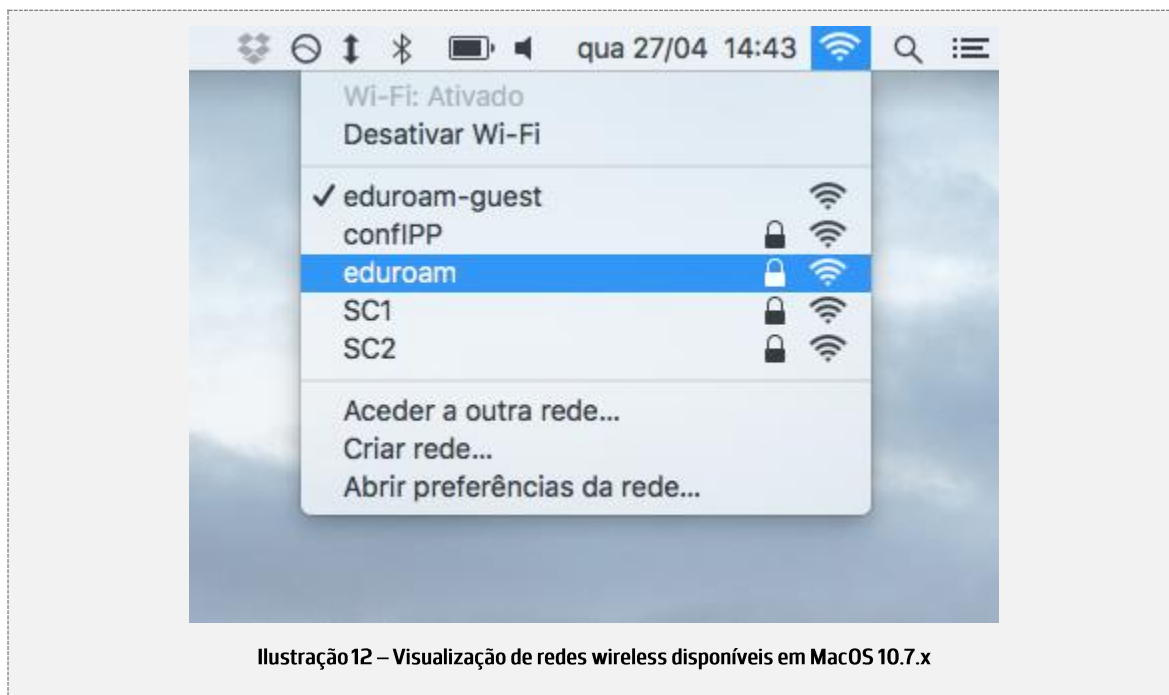 qua 27/04 14:43
Wi-Fi: Ativado
Desativar Wi-Fi
eduroam-guest
confIPP
eduroam
SC1
SC2
Aceder a outra rede...
Criar rede...
Abrir preferências da rede...
Ilustração 12 – Visualização de redes wireless disponíveis em MacOS 10.7.x